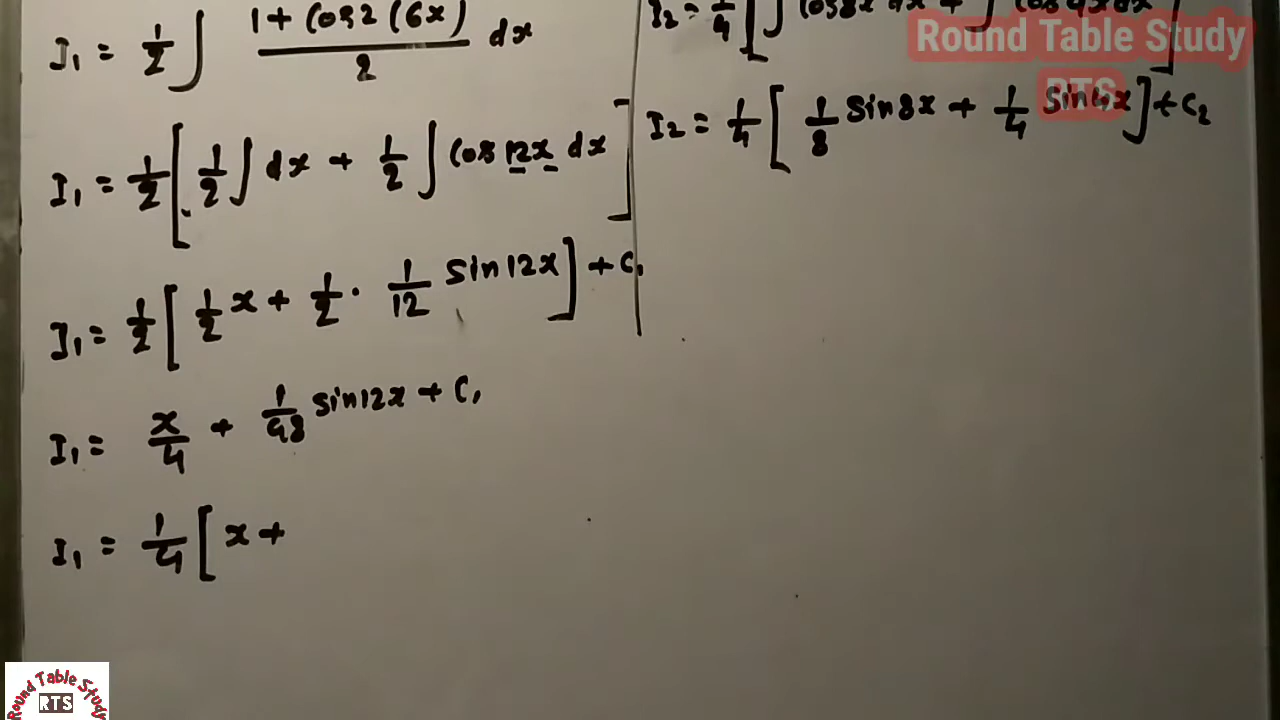 I₁ = 1/2 ∫ (1 + cos 2(6x))/2 dx
I₁ = 1/2 [ 1/2 ∫ dx + 1/2 ∫ cos 12x dx ]
I₁ = 1/2 [ 1/2 x + 1/2 · 1/12 sin 12x ] + C₁
I₁ = x/4 + 1/48 sin 12x + C₁
I₁ = 1/4 [ x +
I₂ = 1/4 [ ∫ cos 8x dx + ∫ cos 4x dx ]
I₂ = 1/4 [ 1/8 sin 8x + 1/4 sin 4x ] + C₂
Round Table Study
RTS
Round Table Study
RTS